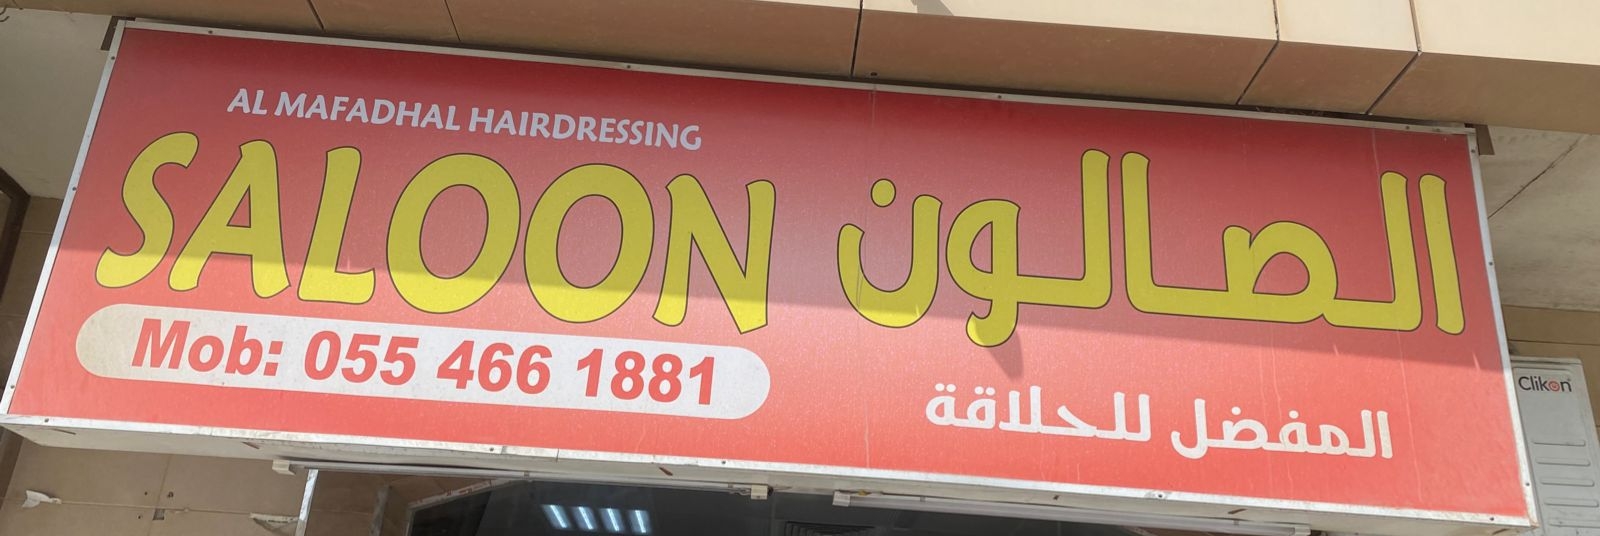 AL MAFADHAL HAIRDRESSING
SALOON
الصالون
Mob: 055 466 1881
المفضل للحلاقة
Clikon